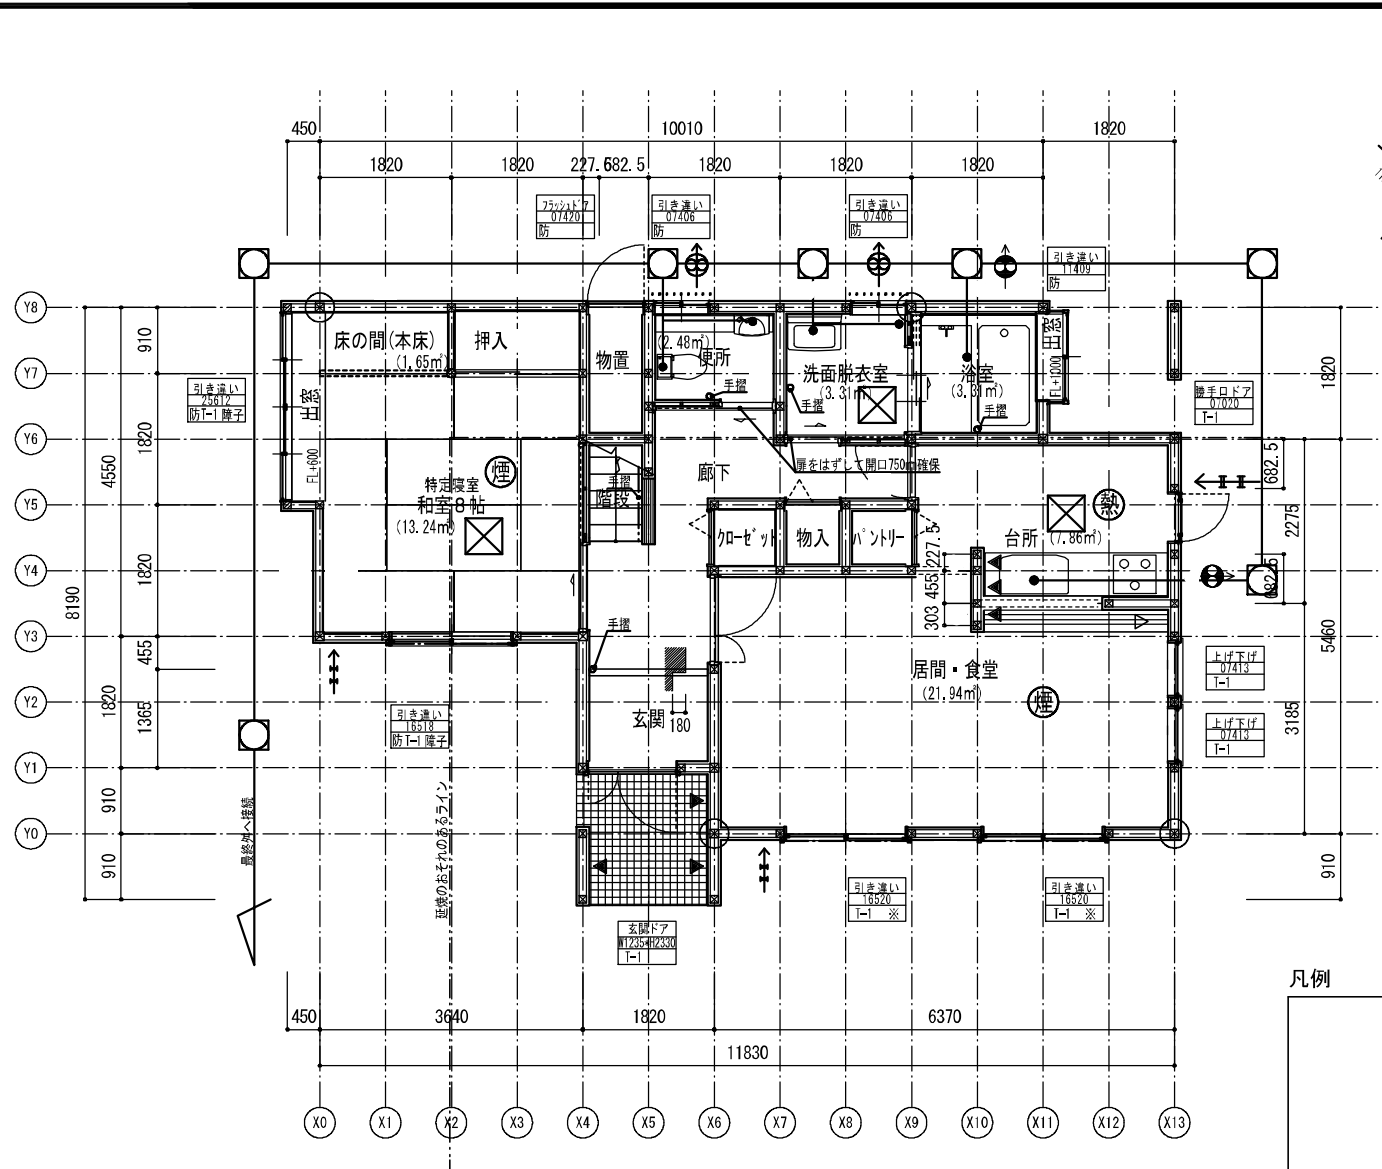 450
10010
1820
1820
1820
227.5
682.5
1820
1820
1820
フラッシュドア
07420
防
引き違い
07406
防
引き違い
07406
防
引き違い
11409
防
Y8
Y7
Y6
Y5
Y4
Y3
Y2
Y1
Y0
8190
910
4550
1820
1820
455
1820
1365
910
910
引き違い
25612
防T-1 障子
床の間(本床)
(1.65㎡)
押入
物置
(2.48㎡)
便所
手摺
洗面脱衣室
(3.31㎡)
手摺
浴室
(3.31㎡)
手摺
出窓
FL+1000
出窓
FL+600
勝手口ドア
07020
T-1
1820
682.5
2275
682.5
5460
3185
910
煙
特定寝室
和室8帖
(13.24㎡)
手摺
階段
廊下
扉をはずして開口750㎜確保
クローゼット
物入
パントリー
227.5
455
303
台所
(7.86㎡)
熱
手摺
居間・食堂
(21.94㎡)
煙
玄関
180
上げ下げ
07413
T-1
上げ下げ
07413
T-1
引き違い
16518
防T-1 障子
最終桝へ接続
延焼のおそれのあるライン
玄関ドア
W1235*H2330
T-1
引き違い
16520
T-1 ※
引き違い
16520
T-1 ※
凡例
450
3640
1820
6370
11830
X0
X1
X2
X3
X4
X5
X6
X7
X8
X9
X10
X11
X12
X13